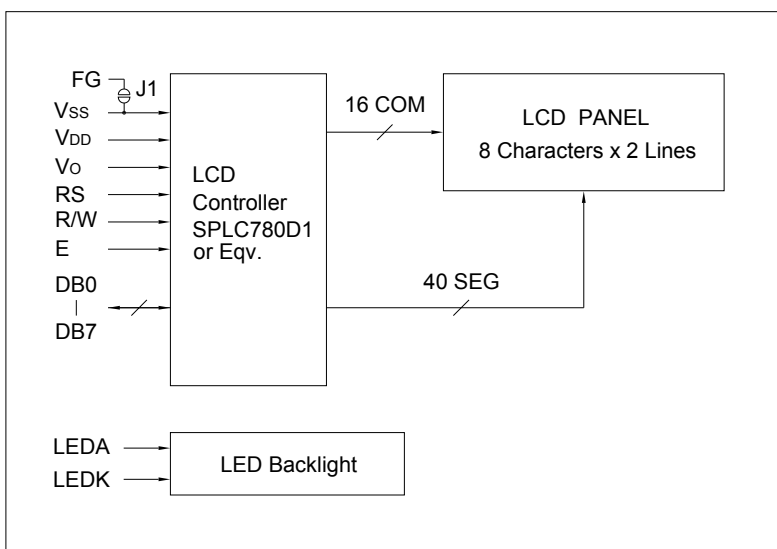 FG
J1
VSS
VDD
VO
RS
R/W
E
DB0
DB7
LCD
Controller
SPLC780D1
or Eqv.
16 COM
LCD PANEL
8 Characters x 2 Lines
40 SEG
LEDA
LEDK
LED Backlight